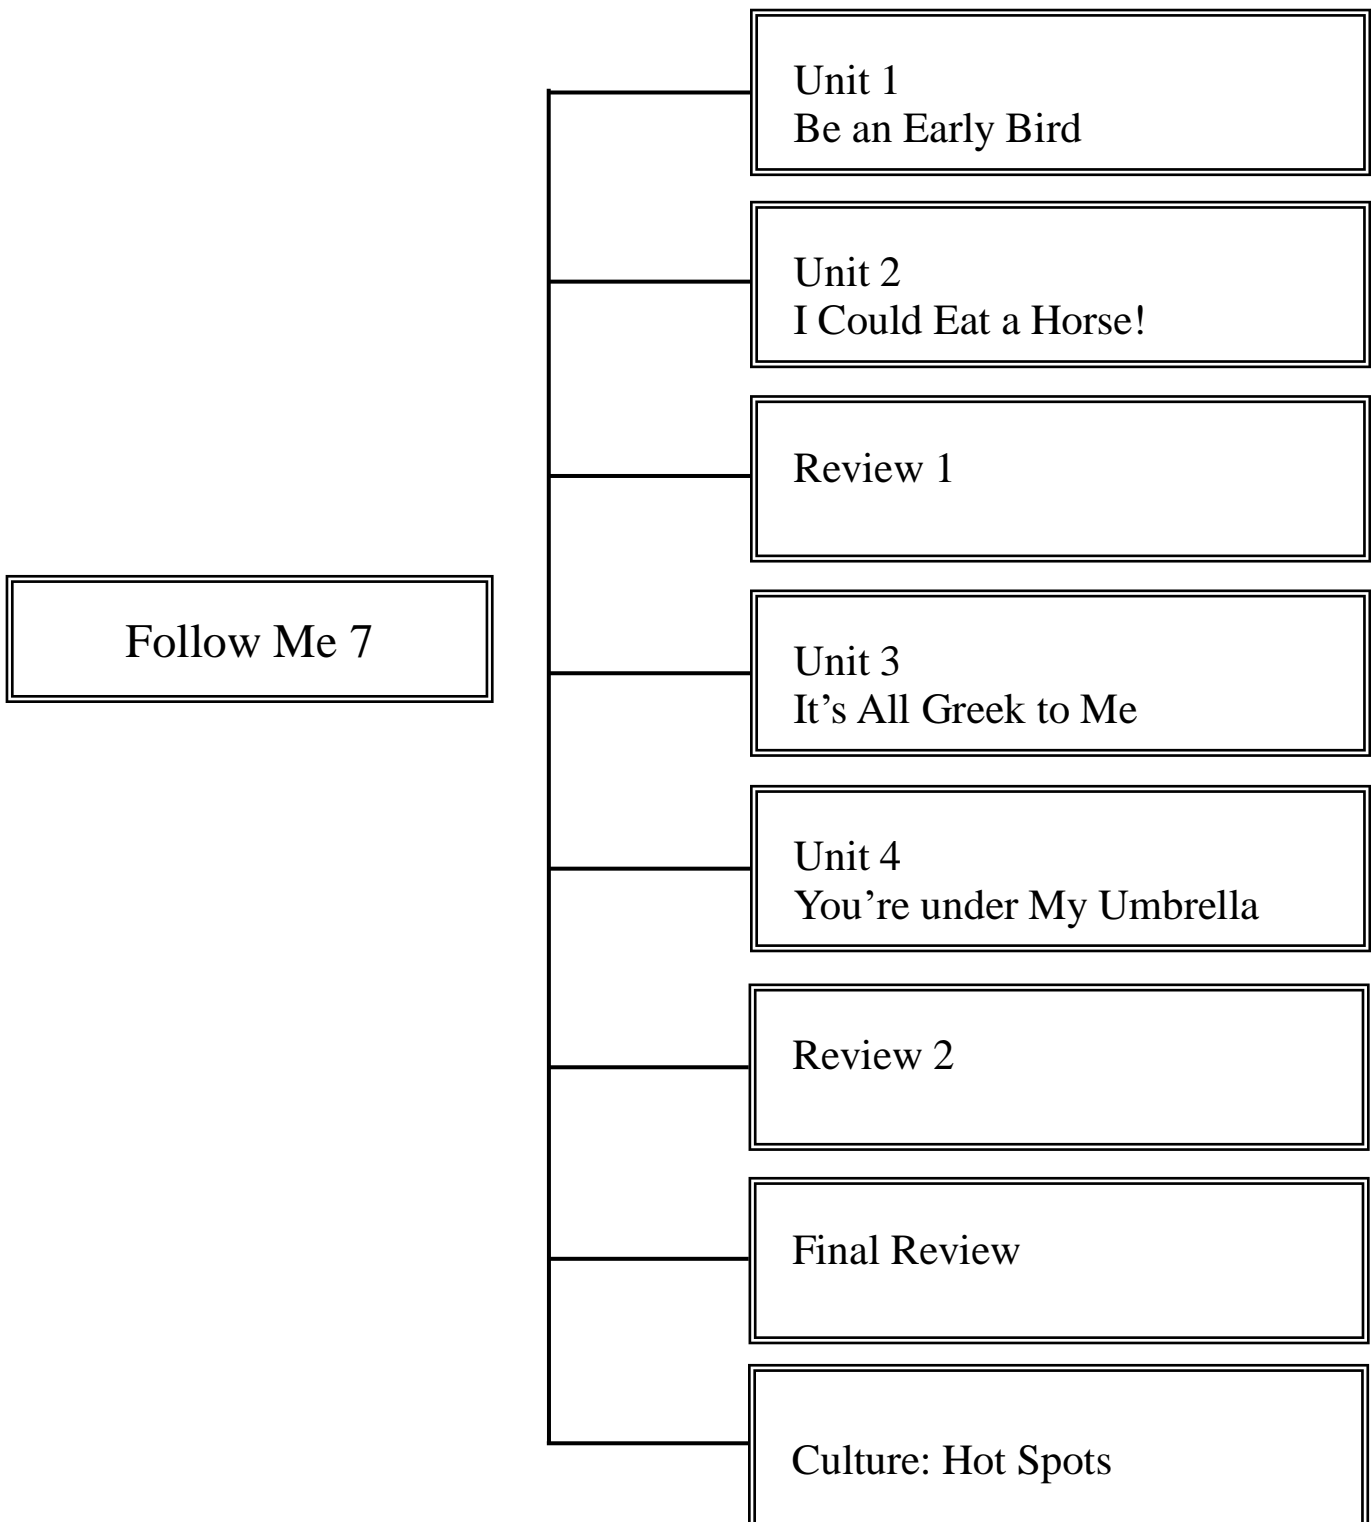 Follow Me 7
Unit 1
Be an Early Bird
Unit 2
I Could Eat a Horse!
Review 1
Unit 3
It’s All Greek to Me
Unit 4
You’re under My Umbrella
Review 2
Final Review
Culture: Hot Spots